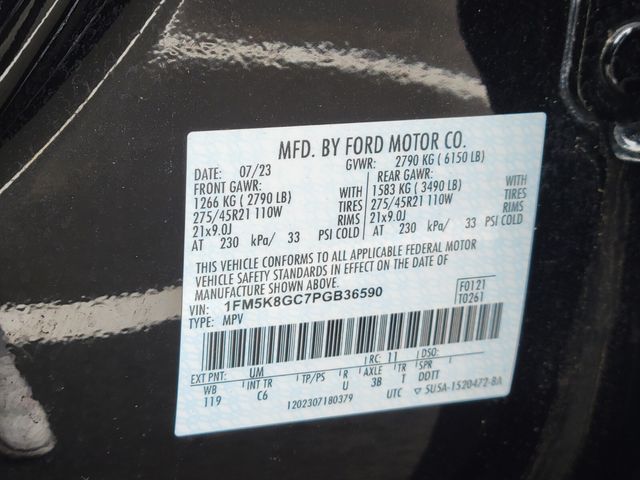 MFD. BY FORD MOTOR CO.
DATE: 07/23 GVWR: 2790 KG ( 6150 LB)
FRONT GAWR: REAR GAWR:
1266 KG ( 2790 LB) WITH 1583 KG ( 3490 LB) WITH
275/45R21 110W TIRES 275/45R21 110W TIRES
21x9.0J RIMS 21x9.0J RIMS
AT 230 kPa/ 33 PSI COLD AT 230 kPa/ 33 PSI COLD
THIS VEHICLE CONFORMS TO ALL APPLICABLE FEDERAL MOTOR
VEHICLE SAFETY STANDARDS IN EFFECT ON THE DATE OF
MANUFACTURE SHOWN ABOVE.
VIN: 1FM5K8GC7PGB36590 F0121
TYPE: MPV T0261
EXT PNT: UM RC: 11 DSO:
WB INT TR TP/PS R AXLE TR SPR
119 C6 U 3B T DDTT
1202307180379 UTC ▽ 5U5A-1520472-BA